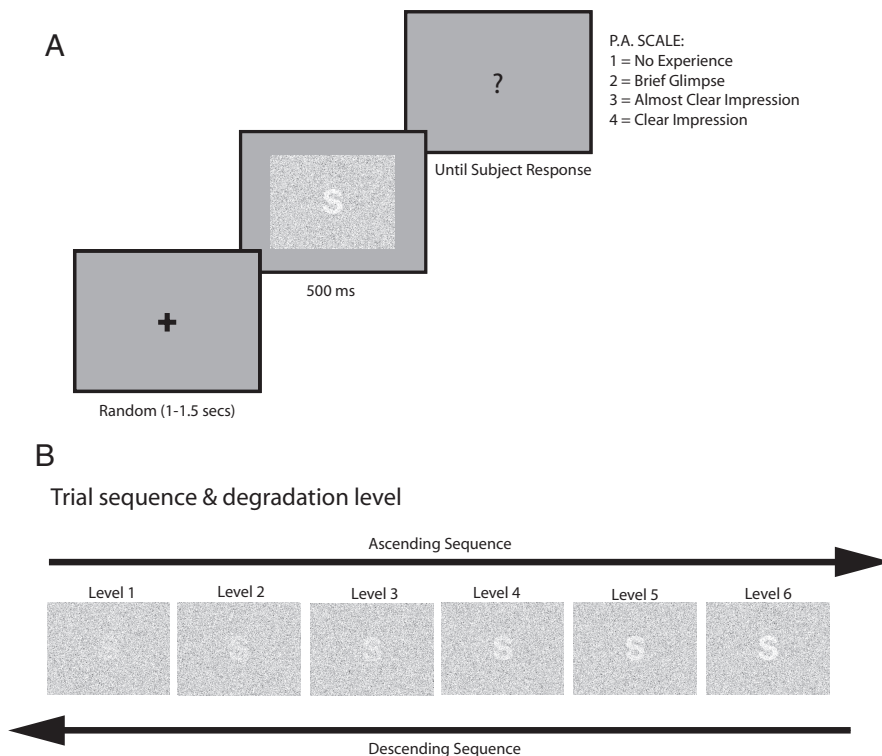 A
?
P.A. SCALE:
1 = No Experience
2 = Brief Glimpse
3 = Almost Clear Impression
4 = Clear Impression
Until Subject Response
S
500 ms
+
Random (1-1.5 secs)
B
Trial sequence & degradation level
Ascending Sequence
Level 1 Level 2 Level 3 Level 4 Level 5 Level 6
S S S S S S
Descending Sequence